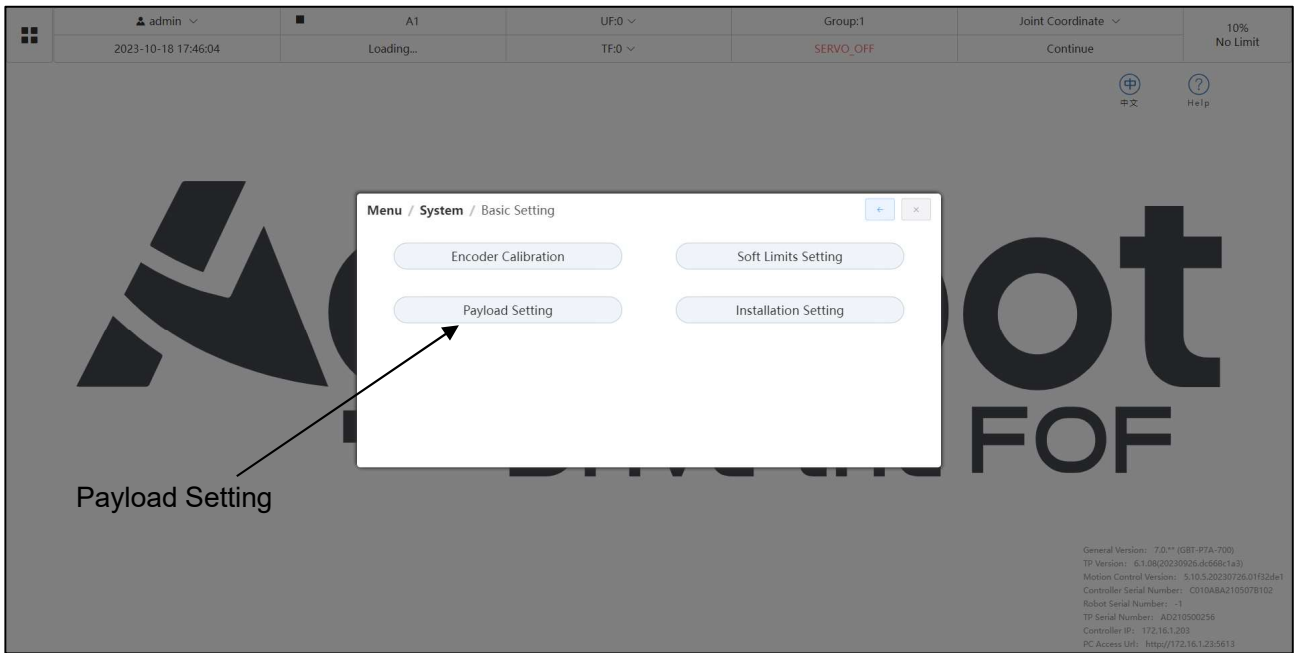 admin A1 UF:0 Group:1 Joint Coordinate 10%
2023-10-18 17:46:04 Loading... TF:0 SERVO_OFF Continue No Limit
中 ?
中文 Help
Menu / System / Basic Setting
Encoder Calibration Soft Limits Setting
Payload Setting Installation Setting
ot
FOF
Payload Setting
General Version: 7.0.** (GBT-P7A-700)
TP Version: 6.1.08(20230926.dc668c1a3)
Motion Control Version: 5.10.5.20230726.01f32de1
Controller Serial Number: C010A8A210507B102
Robot Serial Number: -1
TP Serial Number: AD210500256
Controller IP: 172.16.1.203
PC Access Url: http://172.16.1.23:5613